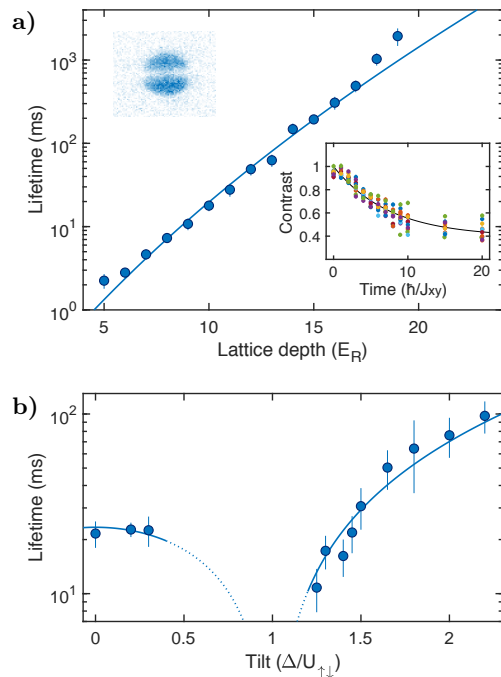 a)
Lifetime (ms)
10³
10²
10¹
10⁰
5
10
15
20
Lattice depth (E_R)
Contrast
1
0.8
0.6
0.4
0
10
20
Time (ħ/J_xy)
b)
Lifetime (ms)
10²
10¹
0
0.5
1
1.5
2
Tilt (Δ/U_↑↓)